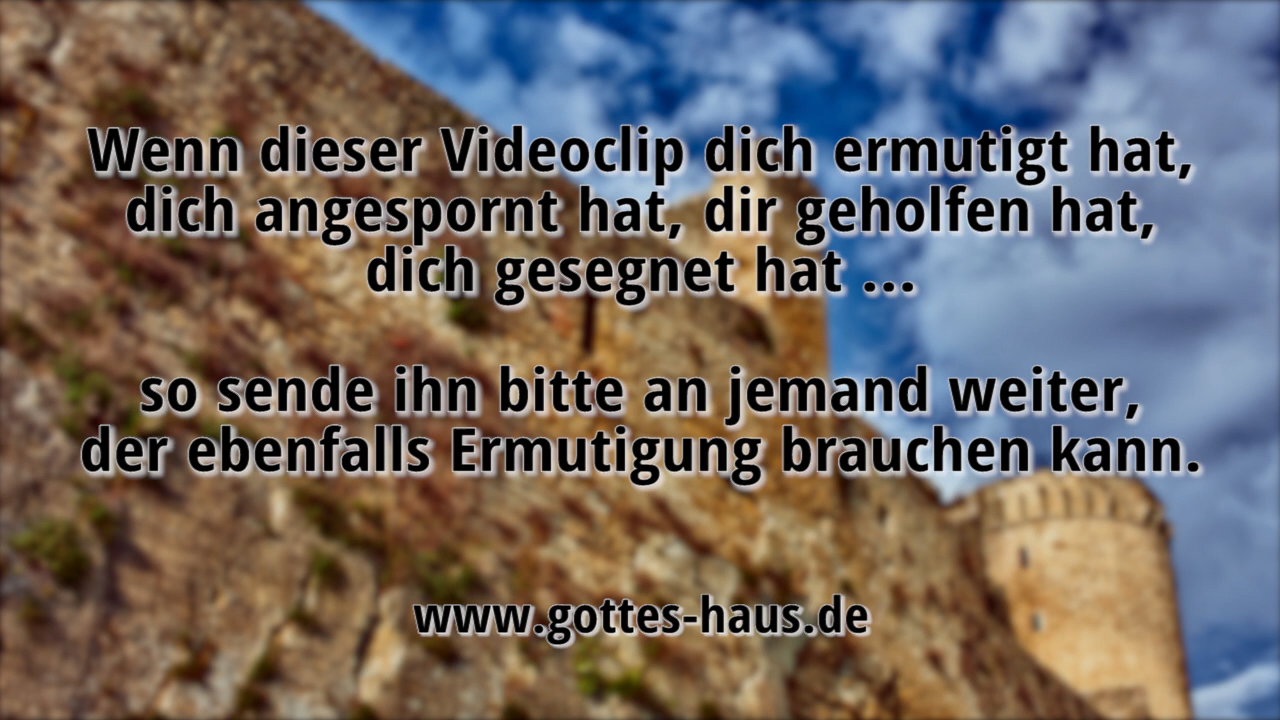 Wenn dieser Videoclip dich ermutigt hat,
dich angespornt hat, dir geholfen hat,
dich gesegnet hat ...
so sende ihn bitte an jemand weiter,
der ebenfalls Ermutigung brauchen kann.
www.gottes-haus.de